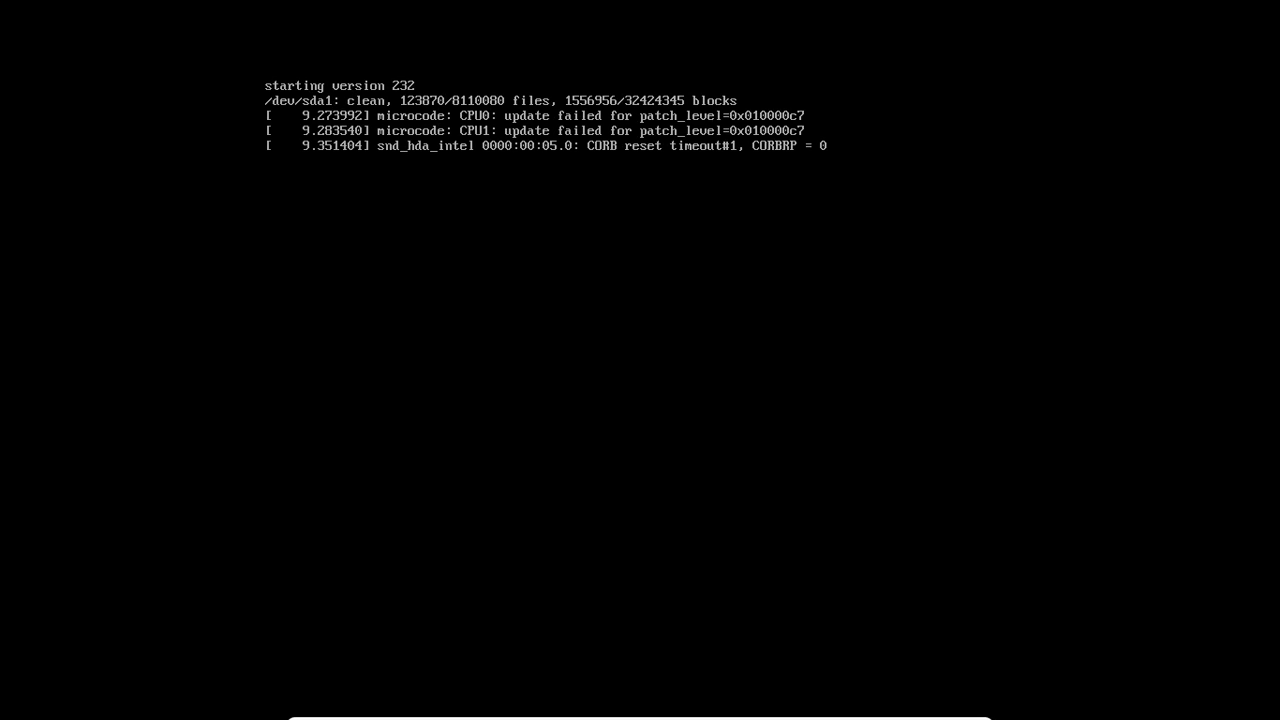 starting version 232
/dev/sda1: clean, 123870/8110080 files, 1556956/32424345 blocks
[    9.273992] microcode: CPU0: update failed for patch_level=0x010000c7
[    9.283540] microcode: CPU1: update failed for patch_level=0x010000c7
[    9.351404] snd_hda_intel 0000:00:05.0: CORB reset timeout#1, CORBRP = 0